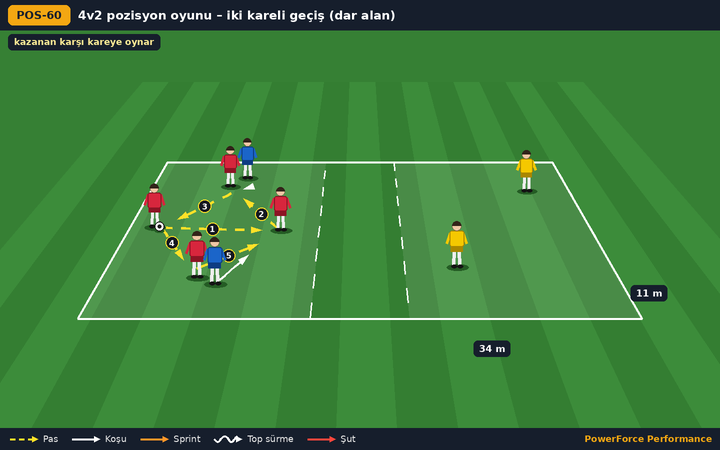 POS-60
4v2 pozisyon oyunu – iki kareli geçiş (dar alan)
kazanan karşı kareye oynar
3
2
1
4
5
11 m
34 m
Pas
Koşu
Sprint
Top sürme
Şut
PowerForce Performance